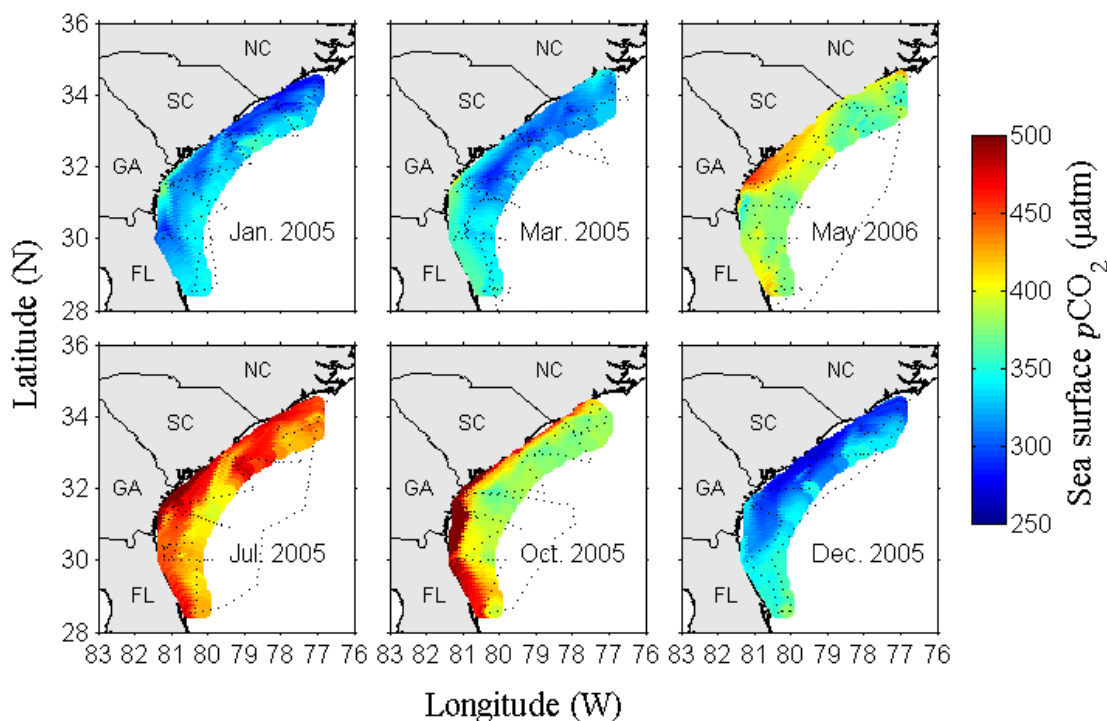 36
34
32
30
28
NC
SC
GA
FL
Jan. 2005
NC
SC
GA
FL
Mar. 2005
NC
SC
GA
FL
May 2006
36
34
32
30
28
NC
SC
GA
FL
Jul. 2005
NC
SC
GA
FL
Oct. 2005
NC
SC
GA
FL
Dec. 2005
83 82 81 80 79 78 77 76
83 82 81 80 79 78 77 76
83 82 81 80 79 78 77 76
Latitude (N)
Longitude (W)
500
450
400
350
300
250
Sea surface pCO₂ (µatm)